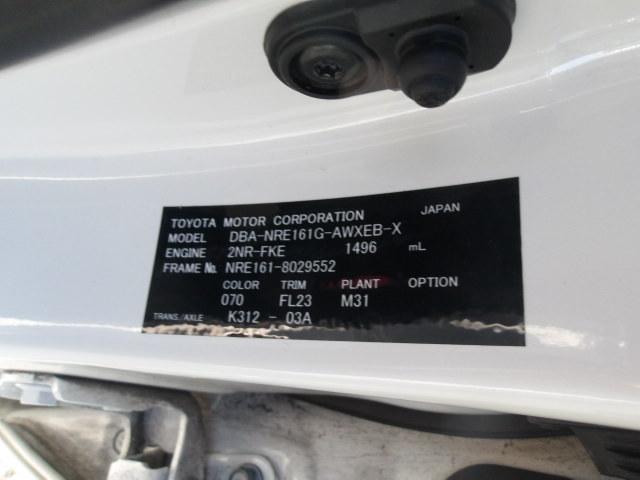 TOYOTA MOTOR CORPORATION JAPAN
MODEL DBA-NRE161G-AWXEB-X
ENGINE 2NR-FKE 1496 mL
FRAME No. NRE161-8029552
COLOR TRIM PLANT OPTION
070 FL23 M31
TRANS./AXLE K312 - 03A